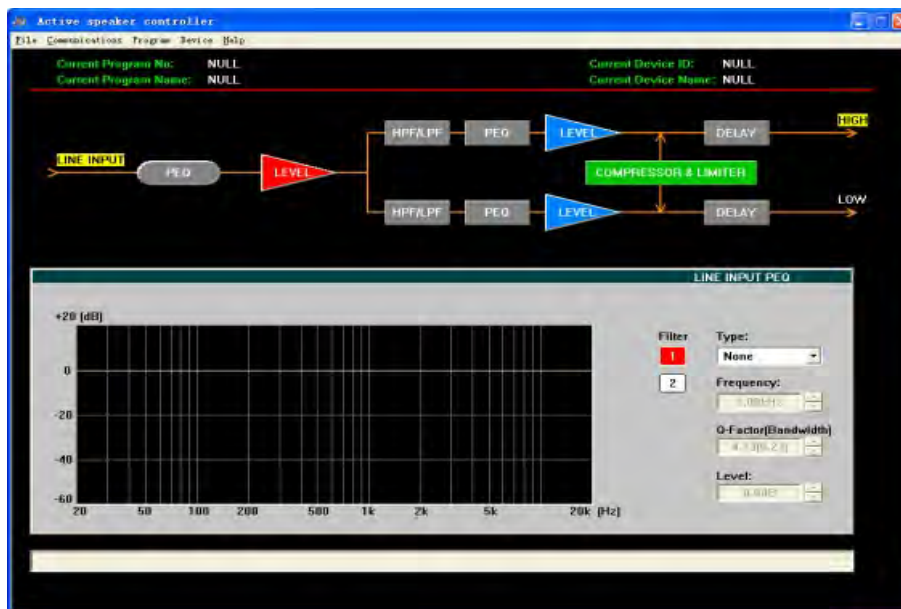 Active speaker controller
File Communications Program Device Help
Current Program No: NULL
Current Program Name: NULL
Current Device ID: NULL
Current Device Name: NULL
HIGH
HPF/LPF PEQ LEVEL DELAY
LINE INPUT
PEQ LEVEL COMPRESSOR & LIMITER
LOW
HPF/LPF PEQ LEVEL DELAY
LINE INPUT PEQ
+20 (dB)
0
-20
-40
-60
20 50 100 200 500 1k 2k 5k 20k (Hz)
Filter
1
2
Type:
None
Frequency:
Q-Factor(Bandwidth)
Level: